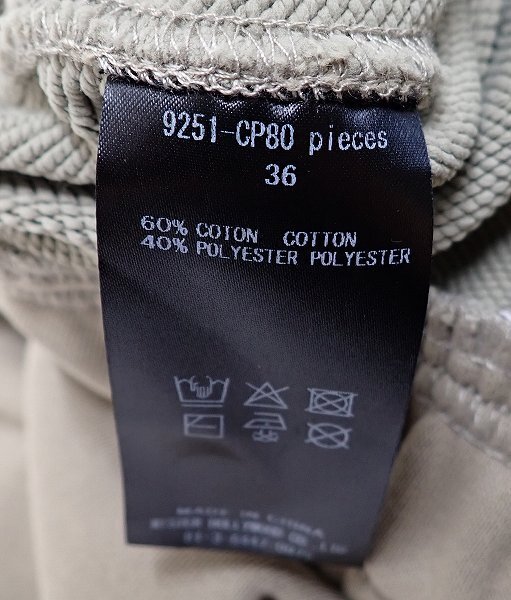 9251-CP80 pieces
36
60% COTON COTTON
40% POLYESTER POLYESTER
MADE IN CHINA